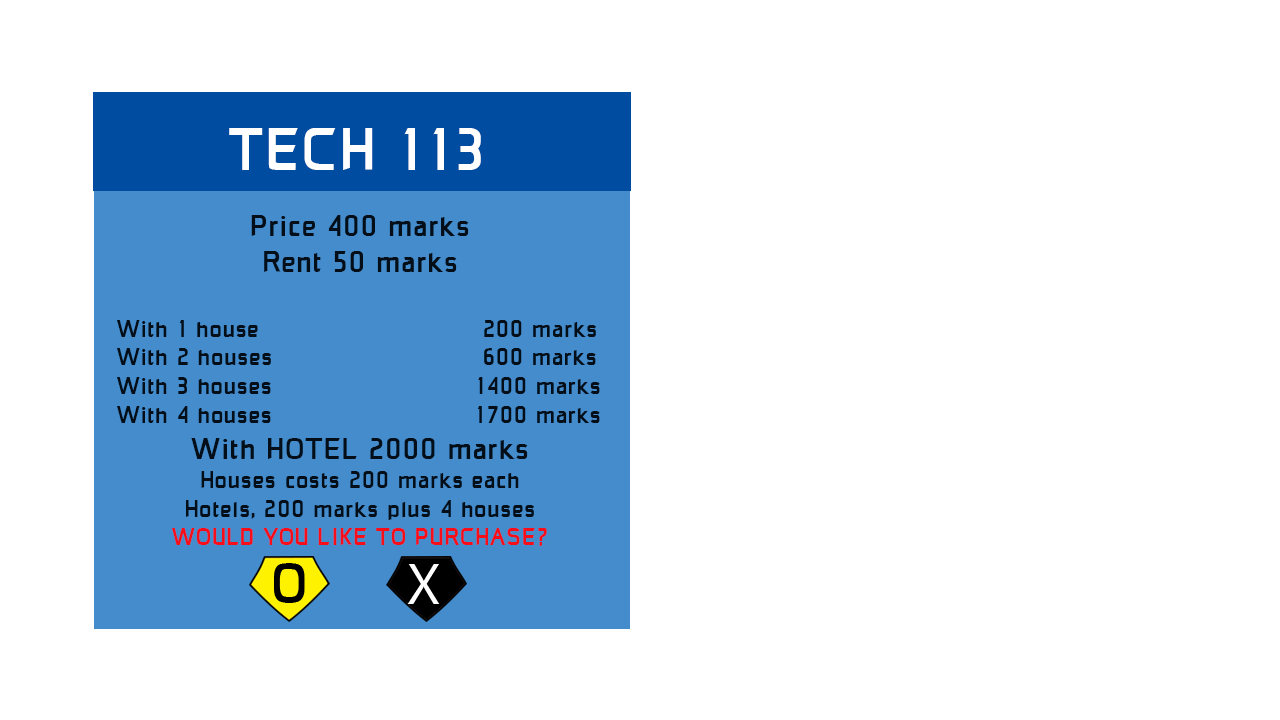 TECH 113
Price 400 marks
Rent 50 marks
With 1 house 200 marks
With 2 houses 600 marks
With 3 houses 1400 marks
With 4 houses 1700 marks
With HOTEL 2000 marks
Houses costs 200 marks each
Hotels, 200 marks plus 4 houses
WOULD YOU LIKE TO PURCHASE?
O X